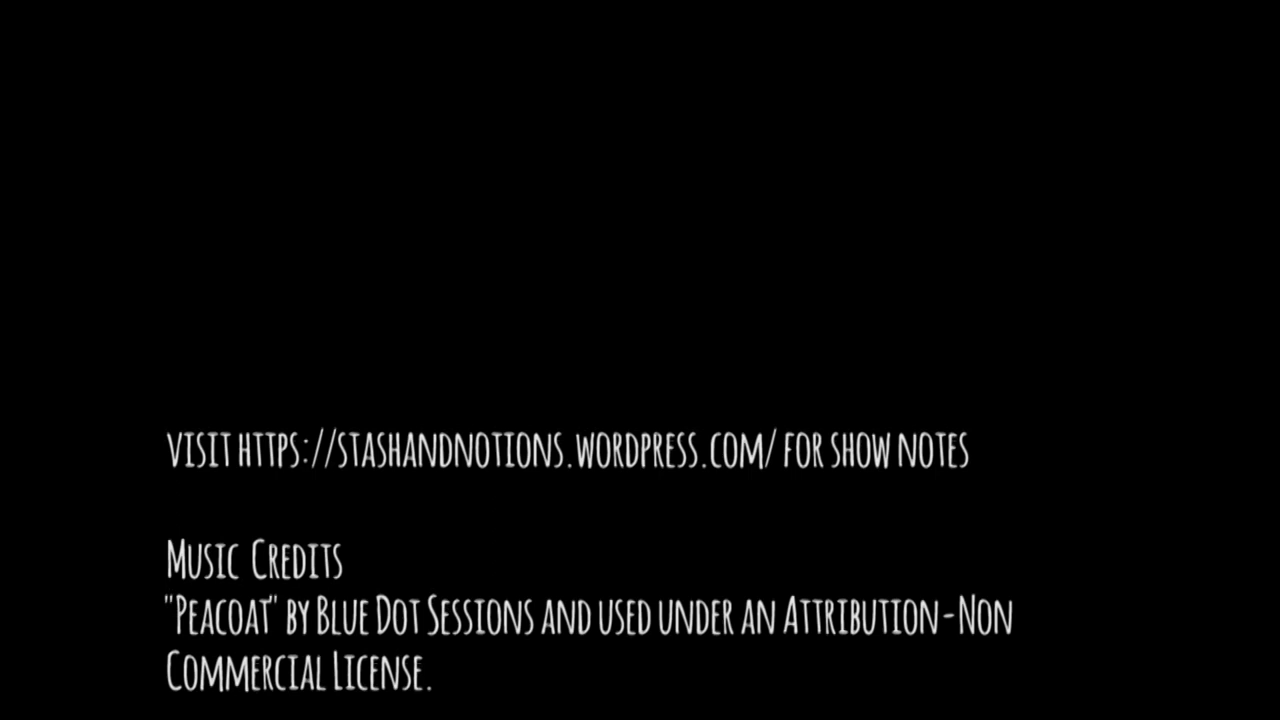 visit https://stashandnotions.wordpress.com/ for show notes
Music Credits
"Peacoat" by Blue Dot Sessions and used under an Attribution-Non
Commercial License.